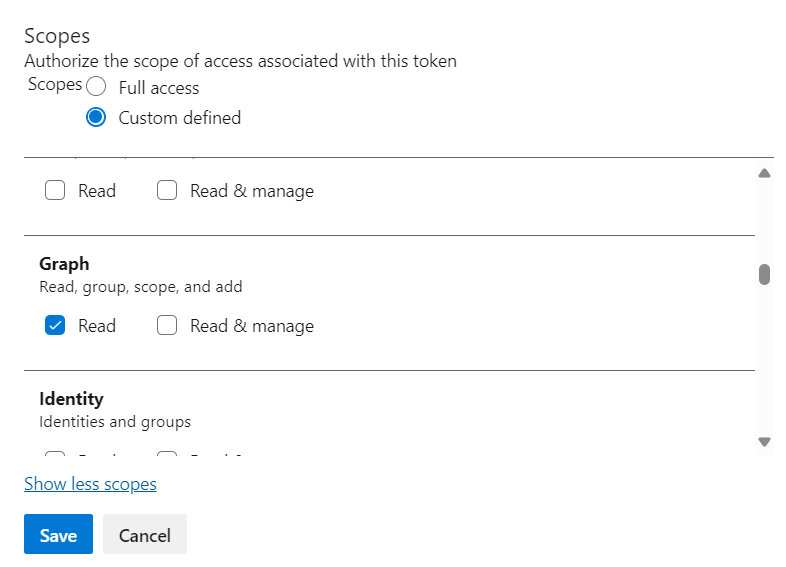 Scopes
Authorize the scope of access associated with this token
Scopes Full access
Custom defined
Read Read & manage
Graph
Read, group, scope, and add
Read Read & manage
Identity
Identities and groups
Show less scopes
Save Cancel